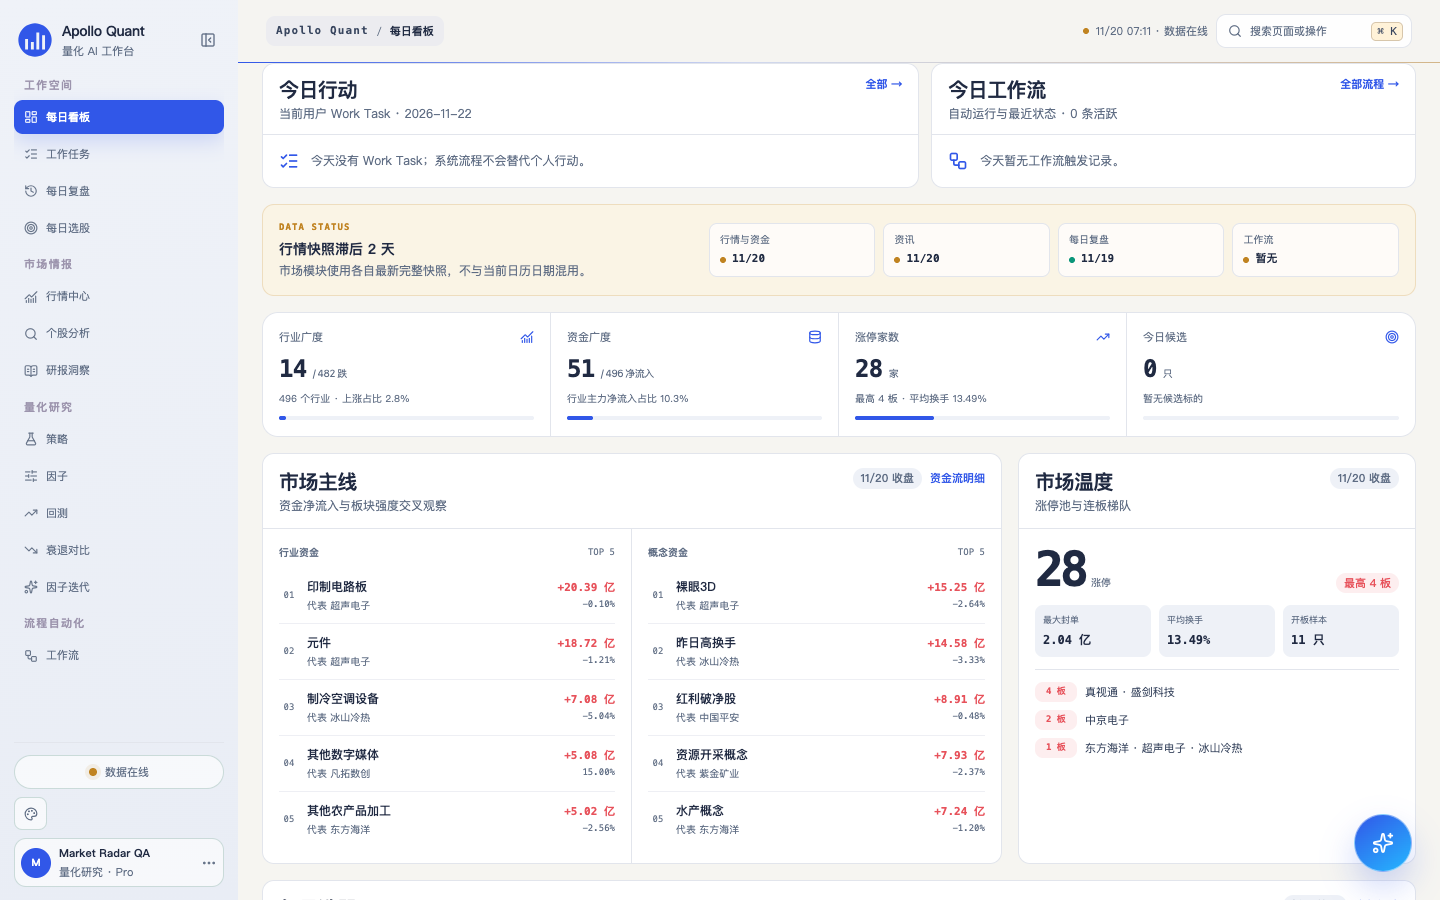 Apollo Quant
量化 AI 工作台
工作空间
每日看板
工作任务
每日复盘
每日选股
市场情报
行情中心
个股分析
研报洞察
量化研究
策略
因子
回测
衰退对比
因子迭代
流程自动化
工作流
数据在线
M
Market Radar QA
量化研究 · Pro
Apollo Quant / 每日看板
11/20 07:11 · 数据在线
搜索页面或操作
⌘ K
今日行动
全部 →
当前用户 Work Task · 2026-11-22
今天没有 Work Task；系统流程不会替代个人行动。
今日工作流
全部流程 →
自动运行与最近状态 · 0 条活跃
今天暂无工作流触发记录。
DATA STATUS
行情快照滞后 2 天
市场模块使用各自最新完整快照，不与当前日历日期混用。
行情与资金
11/20
资讯
11/20
每日复盘
11/19
工作流
暂无
行业广度
14 /482 跌
496 个行业 · 上涨占比 2.8%
资金广度
51 /496 净流入
行业主力净流入占比 10.3%
涨停家数
28 家
最高 4 板 · 平均换手 13.49%
今日候选
0 只
暂无候选标的
市场主线
11/20 收盘
资金流明细
资金净流入与板块强度交叉观察
行业资金 TOP 5
01 印制电路板 +20.39 亿
代表 超声电子 -0.10%
02 元件 +18.72 亿
代表 超声电子 -1.21%
03 制冷空调设备 +7.08 亿
代表 冰山冷热 -5.04%
04 其他数字媒体 +5.08 亿
代表 凡拓数创 15.00%
05 其他农产品加工 +5.02 亿
代表 东方海洋 -2.56%
概念资金 TOP 5
01 裸眼3D +15.25 亿
代表 超声电子 -2.64%
02 昨日高换手 +14.58 亿
代表 冰山冷热 -3.33%
03 红利破净股 +8.91 亿
代表 中国平安 -0.48%
04 资源开采概念 +7.93 亿
代表 紫金矿业 -2.37%
05 水产概念 +7.24 亿
代表 东方海洋 -1.20%
市场温度
11/20 收盘
涨停池与连板梯队
28 涨停
最高 4 板
最大封单
2.04 亿
平均换手
13.49%
开板样本
11 只
4 板 真视通 · 盛剑科技
2 板 中京电子
1 板 东方海洋 · 超声电子 · 冰山冷热